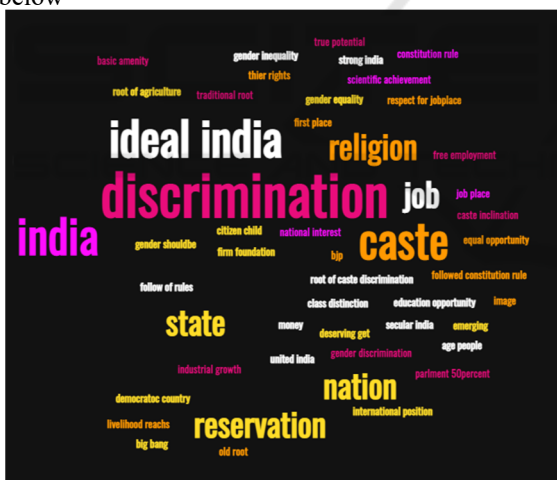 below
true potential
gender inequality
constitution rule
basic amenity
strong india
thier rights
scientific achievement
root of agriculture
traditional root
gender equality
respect for jobplace
first place
ideal india
religion
free employment
discrimination
job
job place
caste inclination
india
citizen child
national interest
caste
equal opportunity
gender shouldbe
firm foundation
bjp
root of caste discrimination
followed constitution rule
follow of rules
class distinction
education opportunity
image
state
money
deserving get
secular india
emerging
age people
united india
gender discrimination
industrial growth
parlment 50percent
nation
democratoc country
international position
livelihood reachs
reservation
big bang
old root